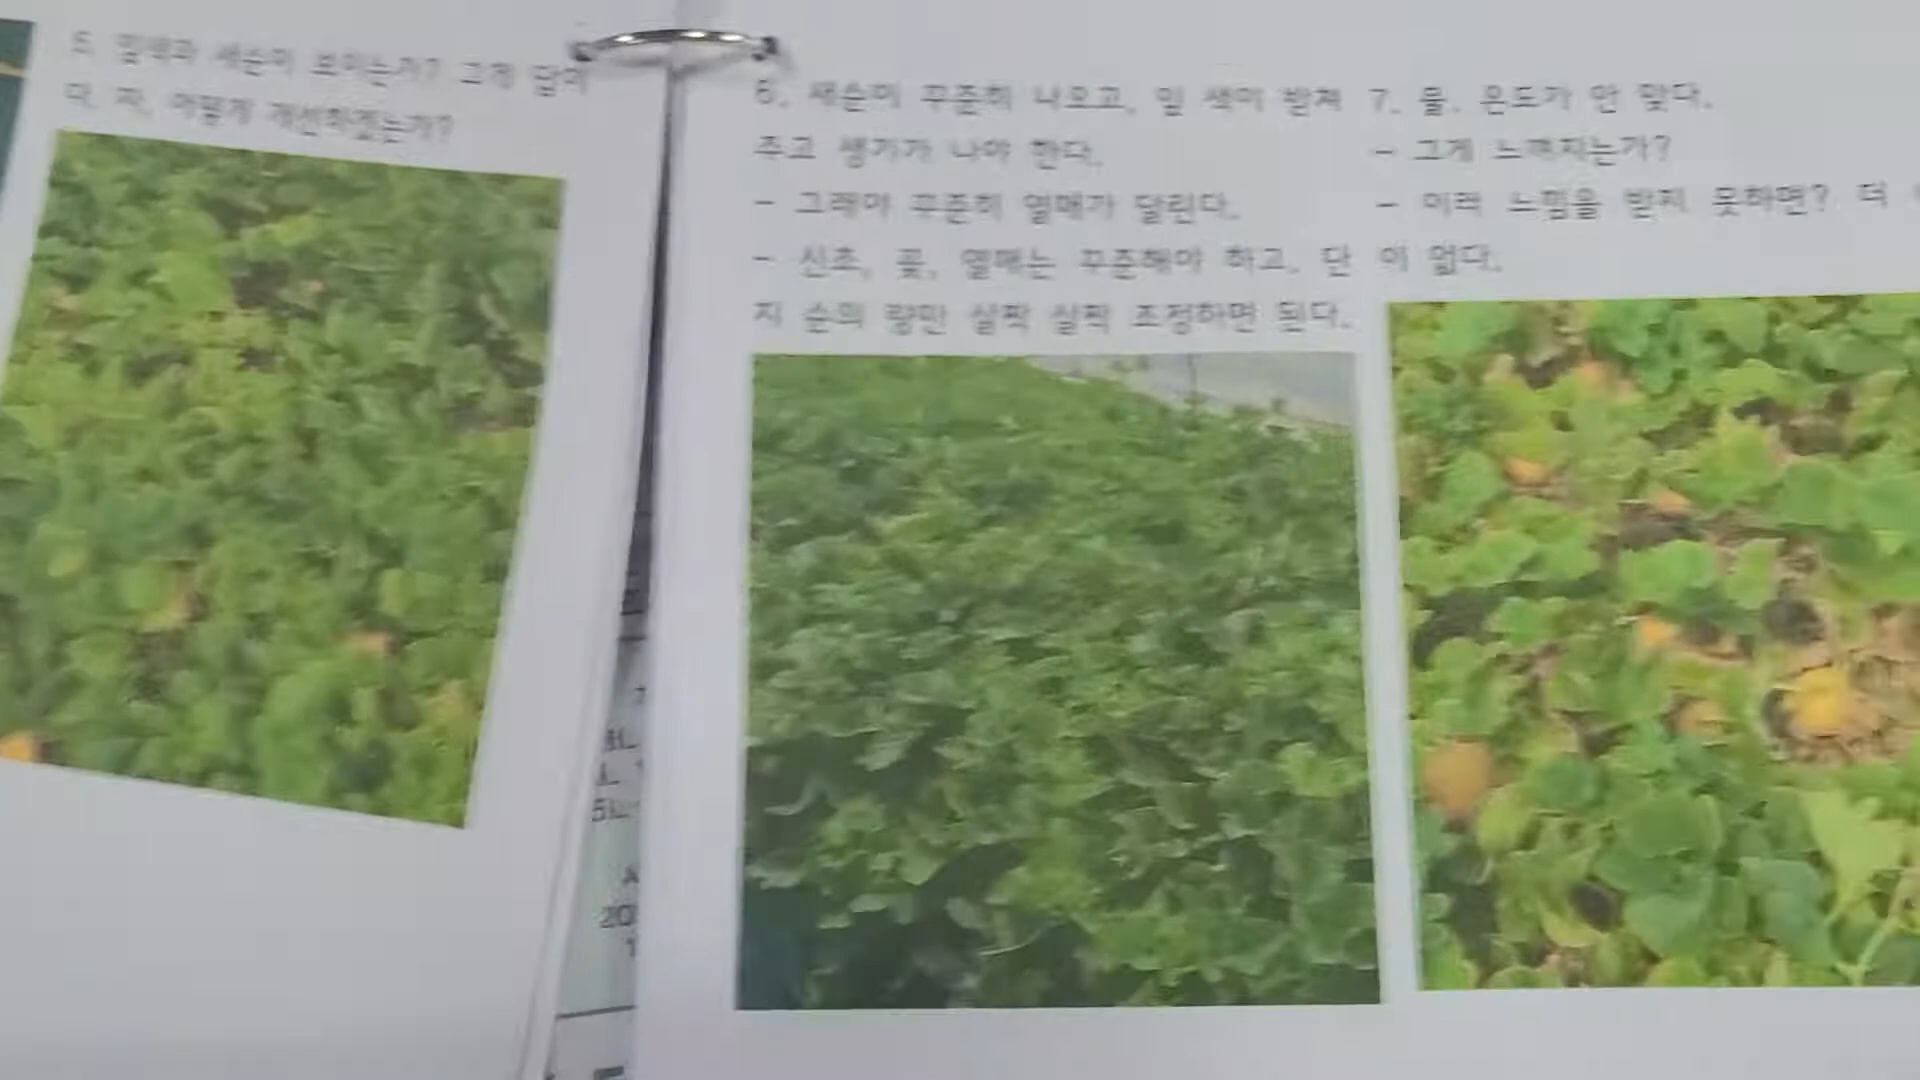 5. 잎색과 새순이 보이는가? 그게 답이
다. 자, 어떻게 개선하겠는가?
6. 새순이 꾸준히 나오고, 잎 색이 받쳐
주고 생기가 나야 한다.
- 그래야 꾸준히 열매가 달린다.
- 신초, 꽃, 열매는 꾸준해야 하고, 단
지 순의 량만 살짝 살짝 조정하면 된다.
7. 물, 온도가 안 맞다.
- 그게 느껴지는가?
- 이런 느낌을 받지 못하면? 더
이 없다.
20